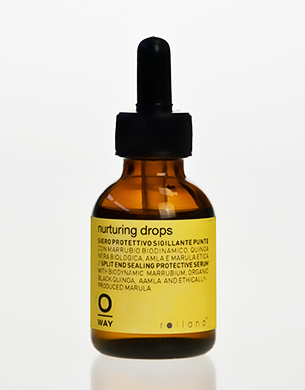 nurturing drops
SIERO PROTETTIVO SIGILLANTE PUNTE
CON MARRUBIO BIODINAMICO, QUINOA
NERA BIOLOGICA, AMLA E MARULA ETICA
// SPLIT END SEALING PROTECTIVE SERUM
WITH BIODYNAMIC MARRUBIUM, ORGANIC
BLACK QUINOA, AAMLA AND ETHICALLY-
PRODUCED MARULA
O
WAY
rolland